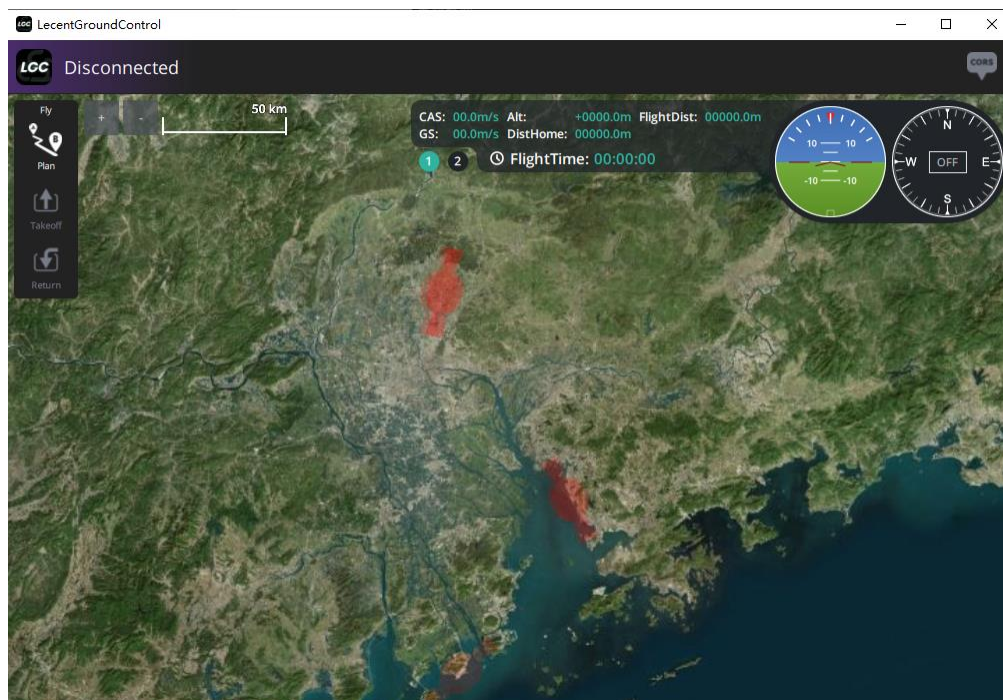 LGC LecentGroundControl
LGC Disconnected
CORS
Fly
Plan
Takeoff
Return
+ -
50 km
CAS: 00.0m/s Alt: +0000.0m FlightDist: 00000.0m
GS: 00.0m/s DistHome: 00000.0m
1 2 FlightTime: 00:00:00
10 10
-10 -10
N
W OFF E
S